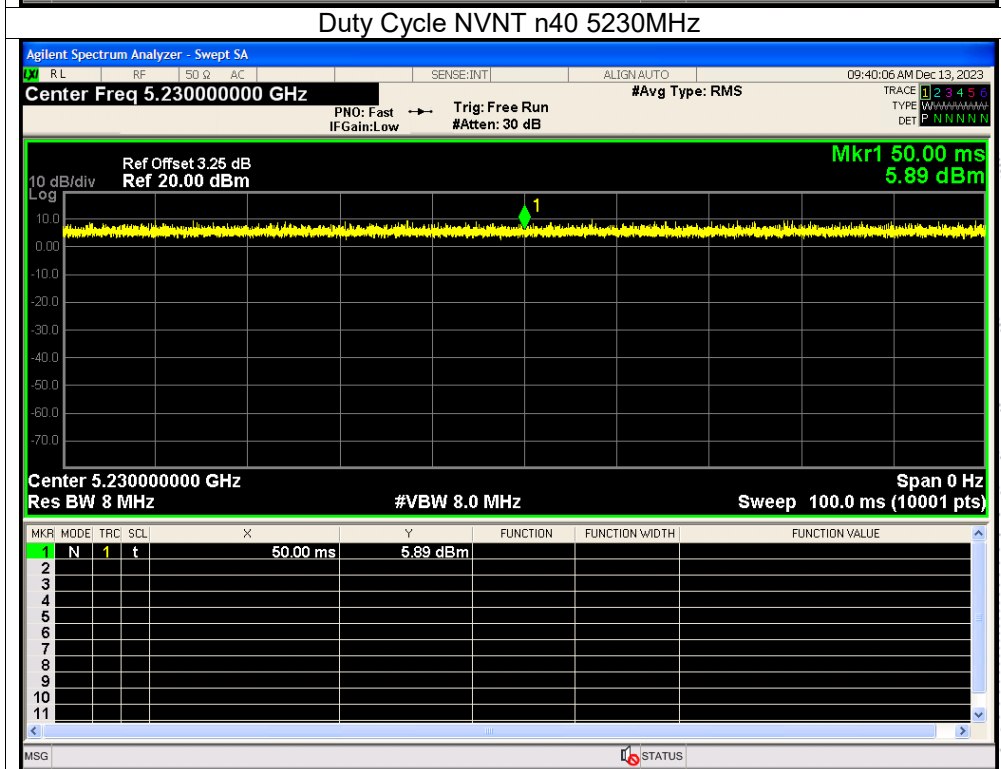 Duty Cycle NVNT n40 5230MHz
Agilent Spectrum Analyzer - Swept SA
LXI RL RF 50 Ω AC SENSE:INT ALIGN AUTO 09:40:06 AM Dec 13, 2023
Center Freq 5.230000000 GHz #Avg Type: RMS TRACE 1 2 3 4 5 6
PNO: Fast Trig: Free Run TYPE WWWWWW
IFGain:Low #Atten: 30 dB DET P N N N N N
Mkr1 50.00 ms
Ref Offset 3.25 dB
10 dB/div Ref 20.00 dBm 5.89 dBm
Log
1
10.0
0.00
-10.0
-20.0
-30.0
-40.0
-50.0
-60.0
-70.0
Center 5.230000000 GHz Span 0 Hz
Res BW 8 MHz #VBW 8.0 MHz Sweep 100.0 ms (10001 pts)
MKR MODE TRC SCL X Y FUNCTION FUNCTION WIDTH FUNCTION VALUE
1 N 1 t 50.00 ms 5.89 dBm
2
3
4
5
6
7
8
9
10
11
MSG STATUS